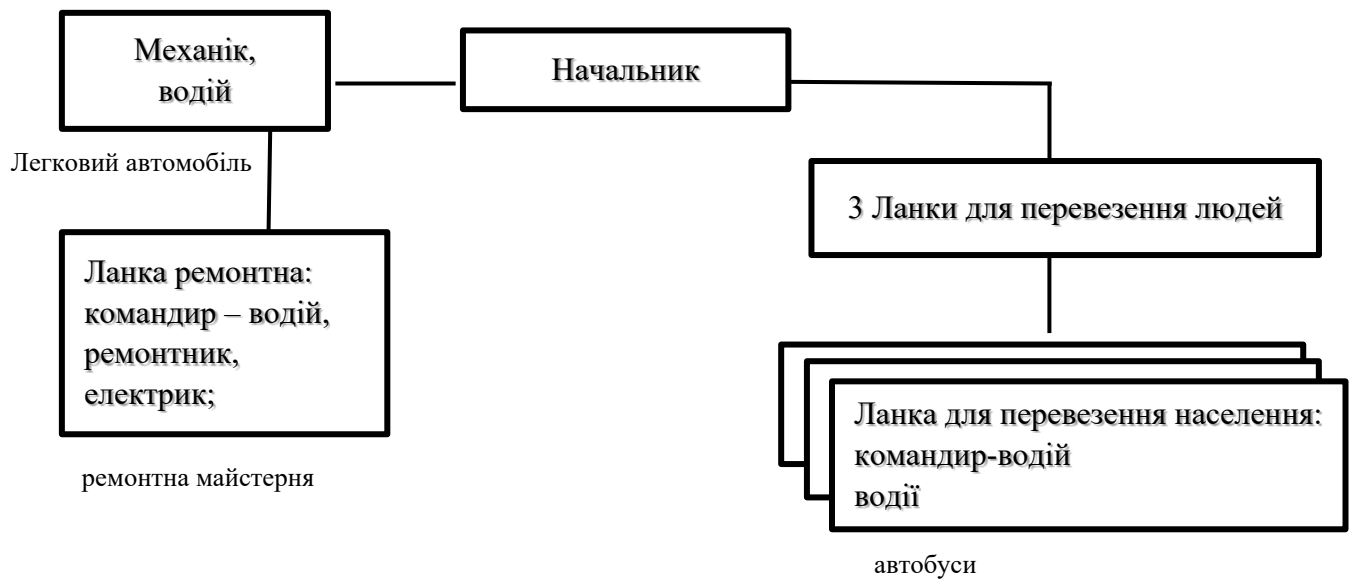 Механік,
водій
Начальник
Легковий автомобіль
3 Ланки для перевезення людей
Ланка ремонтна:
командир – водій,
ремонтник,
електрик;
ремонтна майстерня
Ланка для перевезення населення:
командир-водій
водії
автобуси